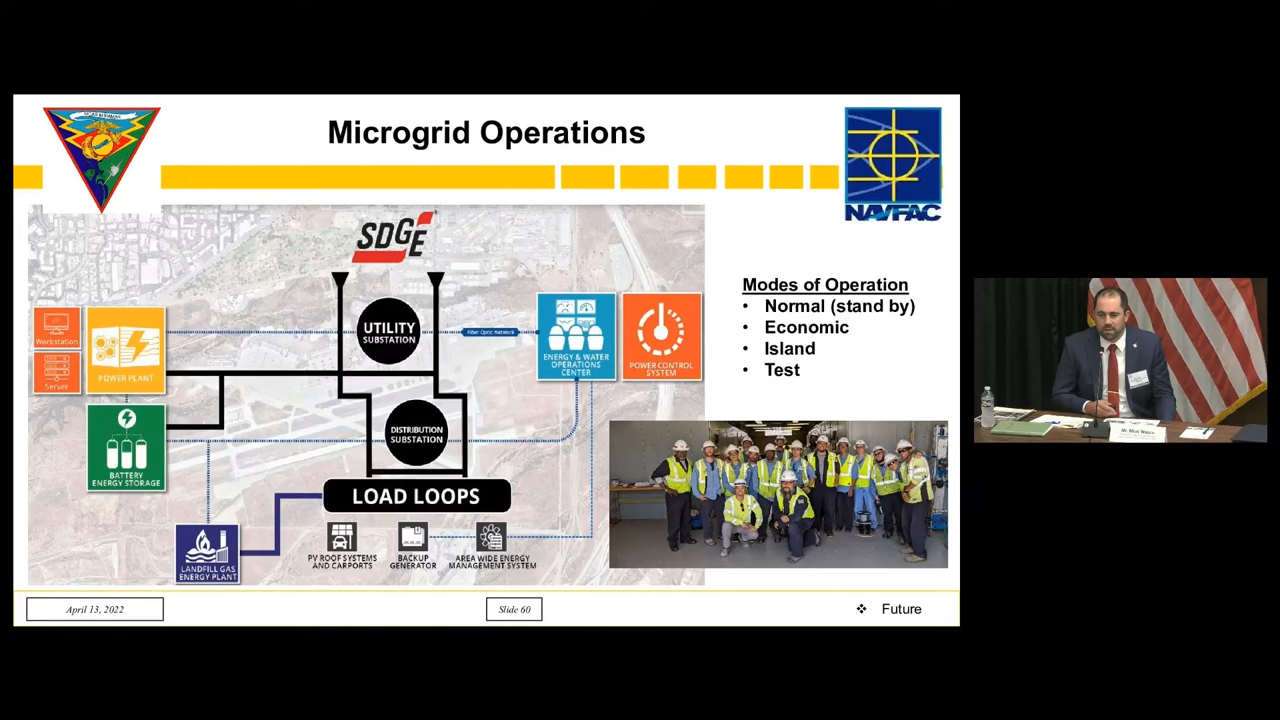 Microgrid Operations
MCAS MIRAMAR
NAVFAC
SDGE
Modes of Operation
• Normal (stand by)
• Economic
• Island
• Test
UTILITY
SUBSTATION
Fiber Optic Network
Workstation
Server
POWER PLANT
ENERGY & WATER
OPERATIONS
CENTER
POWER CONTROL
SYSTEM
BATTERY
ENERGY STORAGE
DISTRIBUTION
SUBSTATION
LOAD LOOPS
LANDFILL GAS
ENERGY PLANT
PV ROOF SYSTEMS
AND CARPORTS
BACKUP
GENERATOR
AREA WIDE ENERGY
MANAGEMENT SYSTEM
April 13, 2022
Slide 60
❖ Future